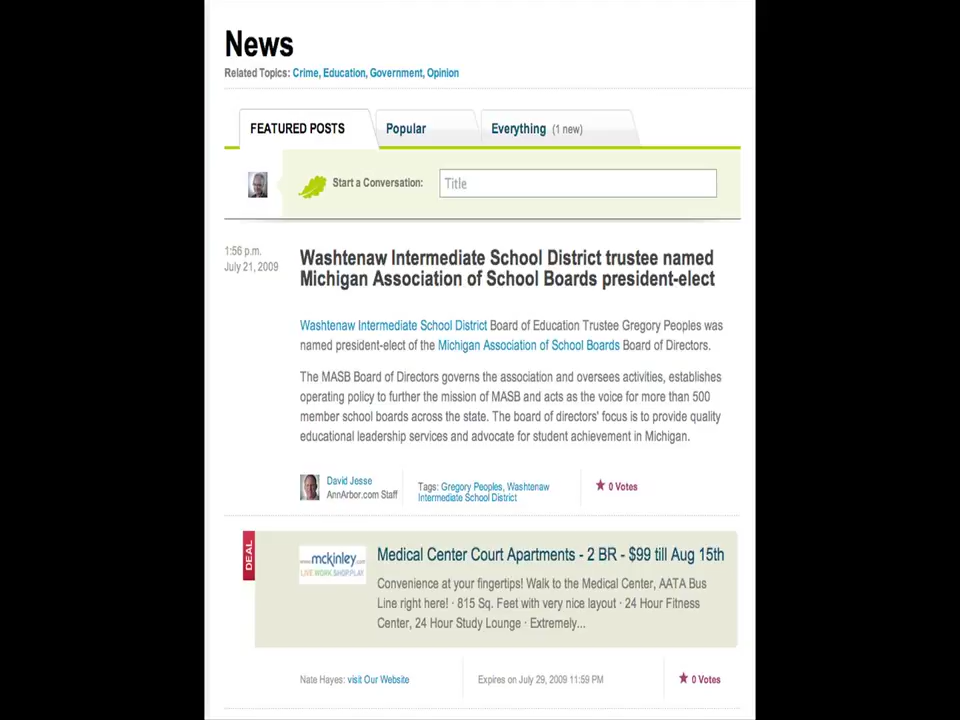 News
Related Topics: Crime, Education, Government, Opinion
FEATURED POSTS
Popular
Everything (1 new)
Start a Conversation:
Title
1:56 p.m.
July 21, 2009
Washtenaw Intermediate School District trustee named
Michigan Association of School Boards president-elect
Washtenaw Intermediate School District Board of Education Trustee Gregory Peoples was
named president-elect of the Michigan Association of School Boards Board of Directors.
The MASB Board of Directors governs the association and oversees activities, establishes
operating policy to further the mission of MASB and acts as the voice for more than 500
member school boards across the state. The board of directors' focus is to provide quality
educational leadership services and advocate for student achievement in Michigan.
David Jesse
AnnArbor.com Staff
Tags: Gregory Peoples, Washtenaw
Intermediate School District
0 Votes
DEAL
www.mckinley.com
LIVE.WORK.SHOP.PLAY.
Medical Center Court Apartments - 2 BR - $99 till Aug 15th
Convenience at your fingertips! Walk to the Medical Center, AATA Bus
Line right here! · 815 Sq. Feet with very nice layout · 24 Hour Fitness
Center, 24 Hour Study Lounge · Extremely...
Nate Hayes: visit Our Website
Expires on July 29, 2009 11:59 PM
0 Votes